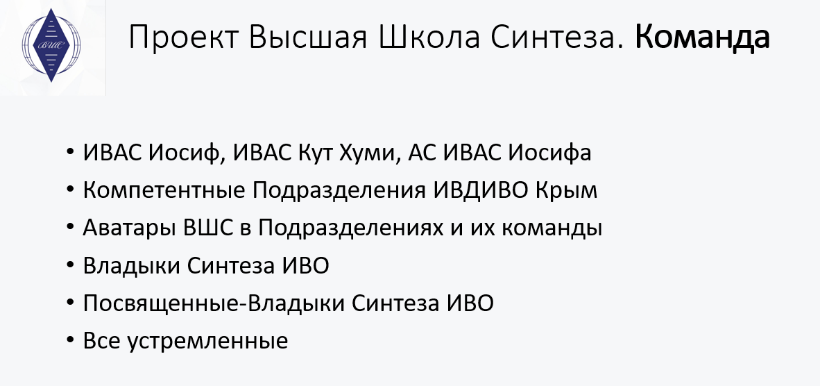 ВШС
Проект Высшая Школа Синтеза. Команда
• ИВАС Иосиф, ИВАС Кут Хуми, АС ИВАС Иосифа
• Компетентные Подразделения ИВДИВО Крым
• Аватары ВШС в Подразделениях и их команды
• Владыки Синтеза ИВО
• Посвященные-Владыки Синтеза ИВО
• Все устремленные